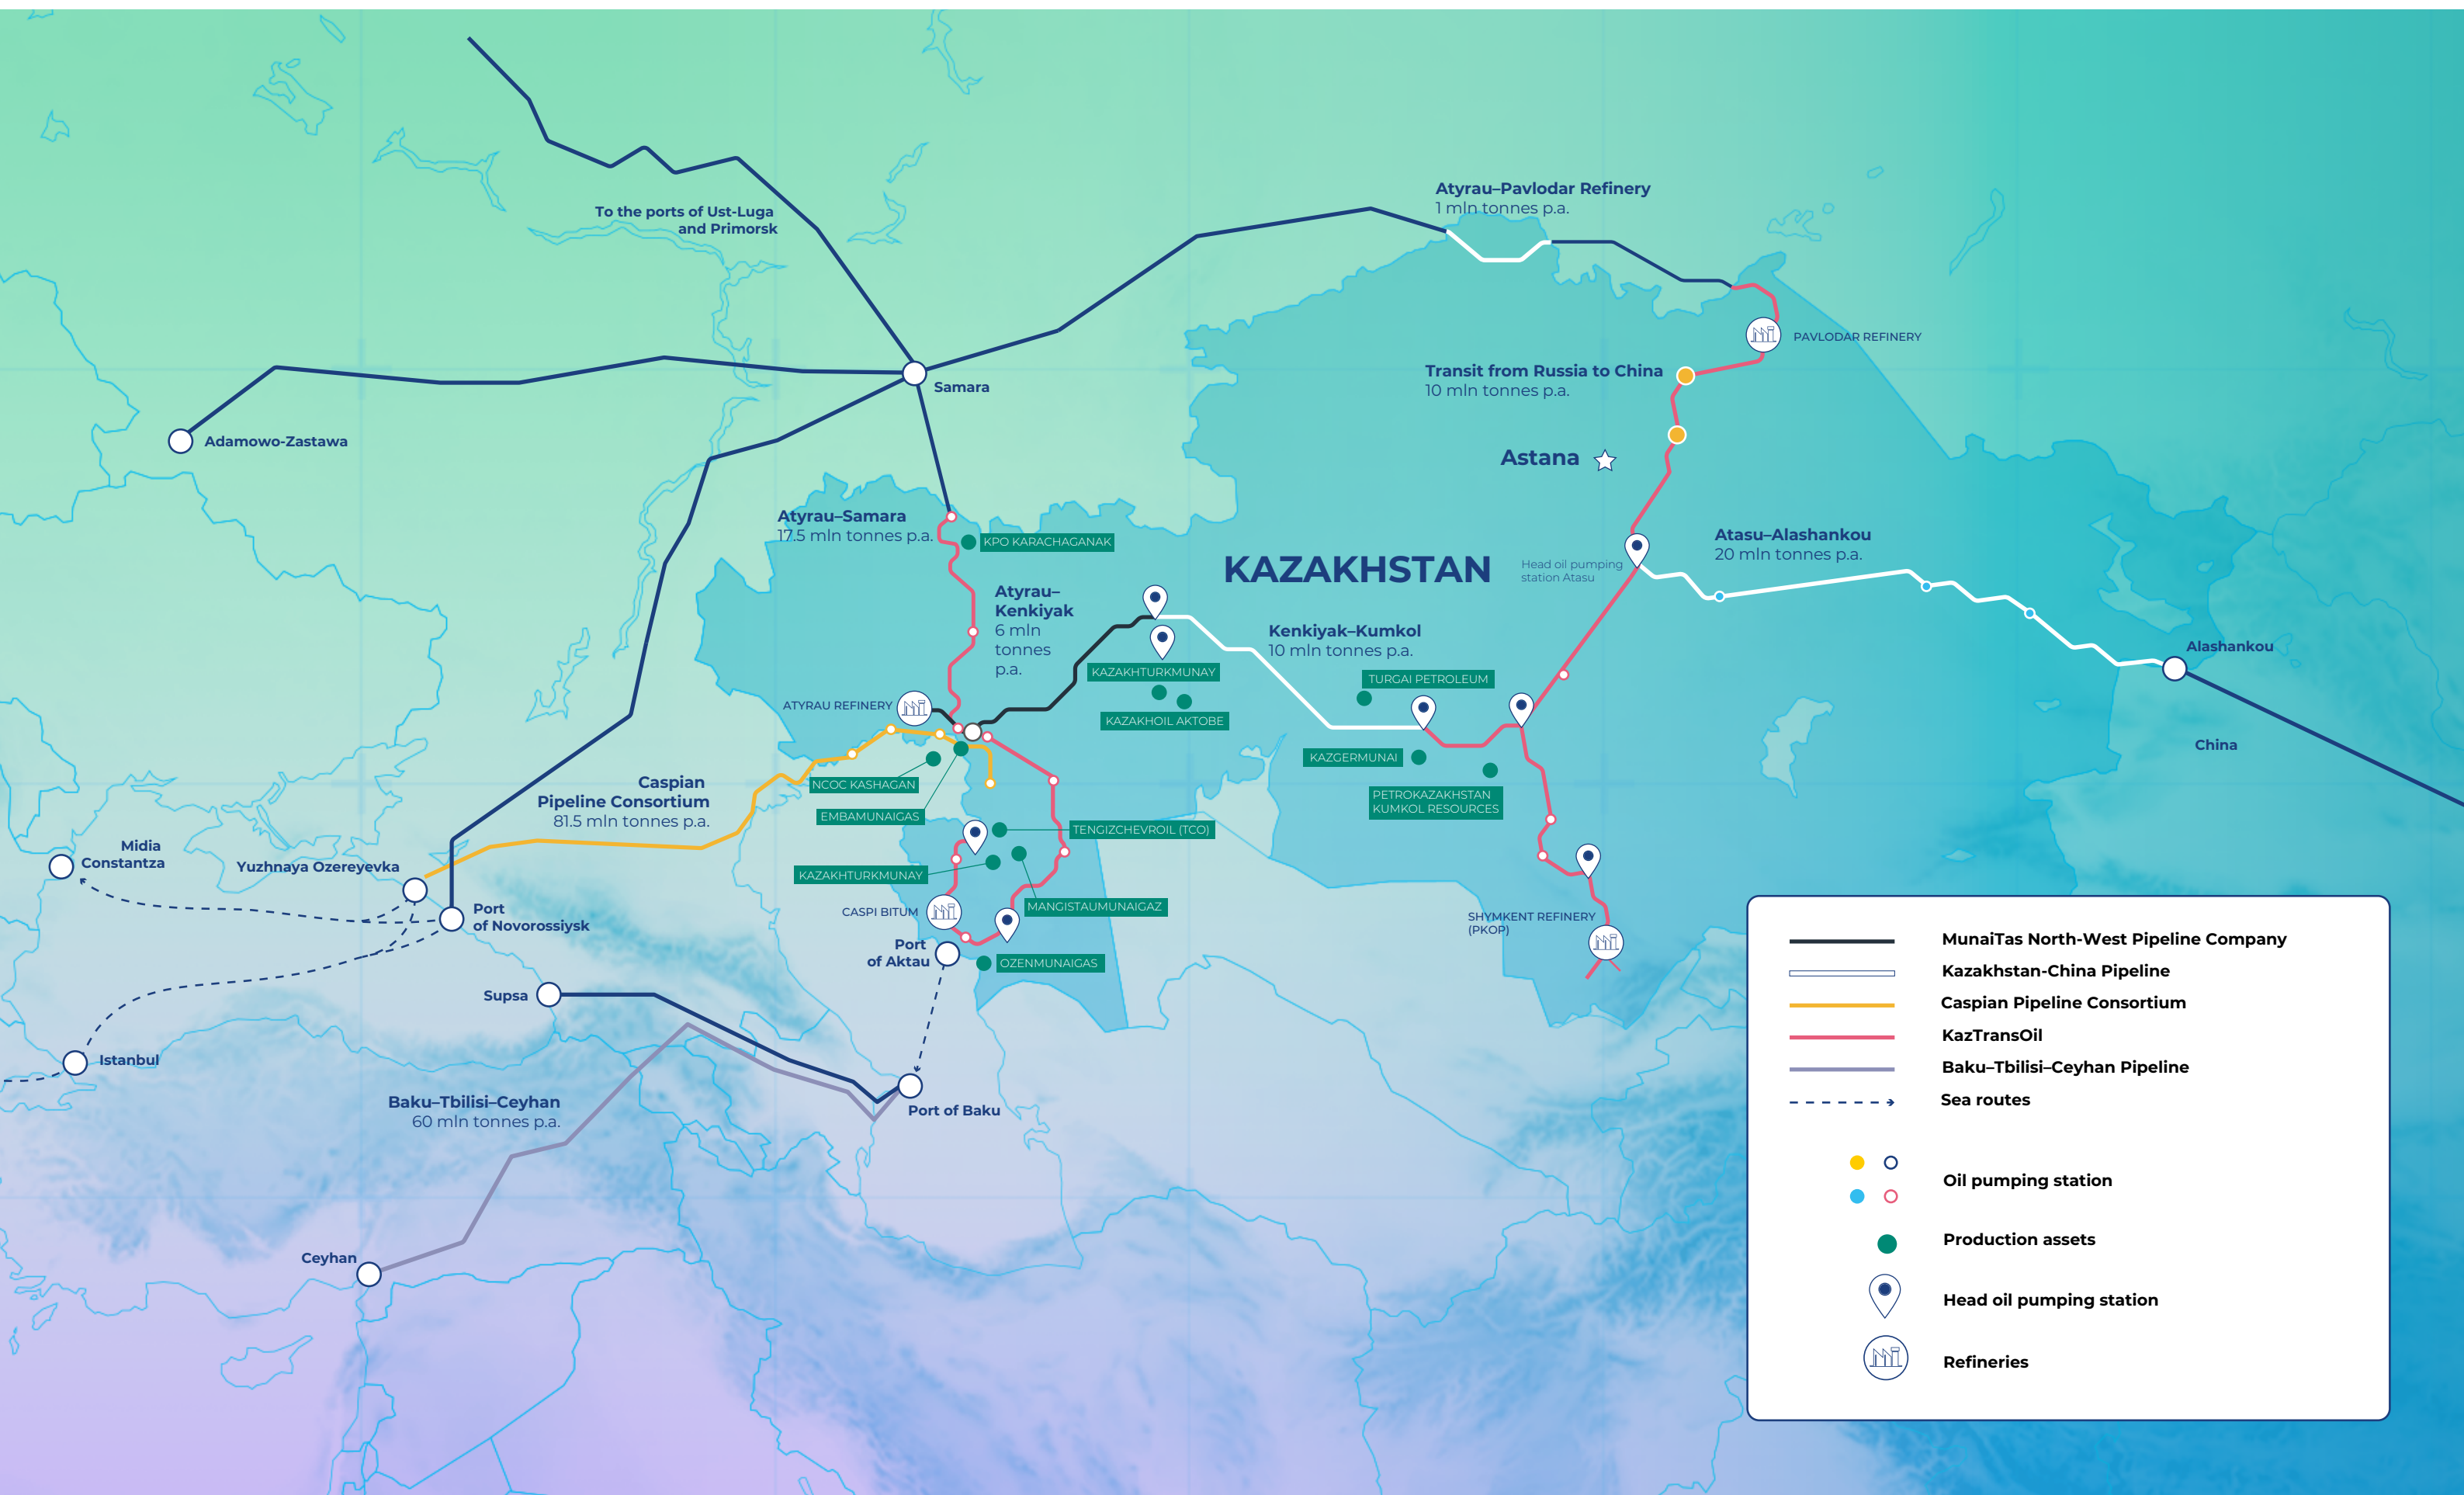 To the ports of Ust-Luga
and Primorsk
Atyrau–Pavlodar Refinery
1 mln tonnes p.a.
PAVLODAR REFINERY
Transit from Russia to China
10 mln tonnes p.a.
Samara
Adamowo-Zastawa
Astana
Atyrau–Samara
17.5 mln tonnes p.a.
KPO KARACHAGANAK
KAZAKHSTAN
Head oil pumping
station Atasu
Atasu–Alashankou
20 mln tonnes p.a.
Atyrau–
Kenkiyak
6 mln
tonnes
p.a.
Kenkiyak–Kumkol
10 mln tonnes p.a.
Alashankou
China
KAZAKHTURKMUNAY
KAZAKHOIL AKTOBE
TURGAI PETROLEUM
KAZGERMUNAI
PETROKAZAKHSTAN
KUMKOL RESOURCES
ATYRAU REFINERY
NCOC KASHAGAN
EMBAMUNAIGAS
TENGIZCHEVROIL (TCO)
KAZAKHTURKMUNAY
MANGISTAUMUNAIGAZ
CASPI BITUM
Port
of Aktau
OZENMUNAIGAS
SHYMKENT REFINERY
(PKOP)
Caspian
Pipeline Consortium
81.5 mln tonnes p.a.
Midia
Constantza
Yuzhnaya Ozereyevka
Port
of Novorossiysk
Supsa
Istanbul
Baku–Tbilisi–Ceyhan
60 mln tonnes p.a.
Port of Baku
Ceyhan
MunaiTas North-West Pipeline Company
Kazakhstan-China Pipeline
Caspian Pipeline Consortium
KazTransOil
Baku–Tbilisi–Ceyhan Pipeline
Sea routes
Oil pumping station
Production assets
Head oil pumping station
Refineries